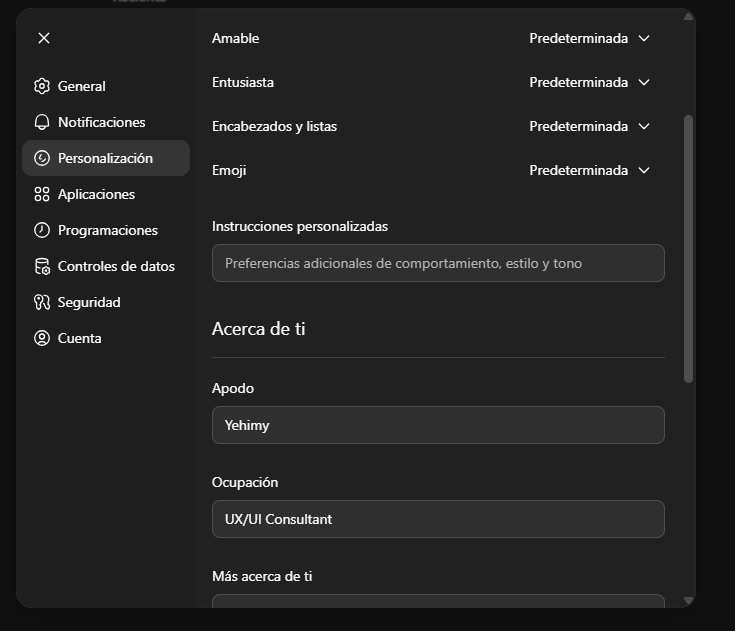 General
Notificaciones
Personalización
Aplicaciones
Programaciones
Controles de datos
Seguridad
Cuenta
Amable Predeterminada
Entusiasta Predeterminada
Encabezados y listas Predeterminada
Emoji Predeterminada
Instrucciones personalizadas
Preferencias adicionales de comportamiento, estilo y tono
Acerca de ti
Apodo
Yehimy
Ocupación
UX/UI Consultant
Más acerca de ti